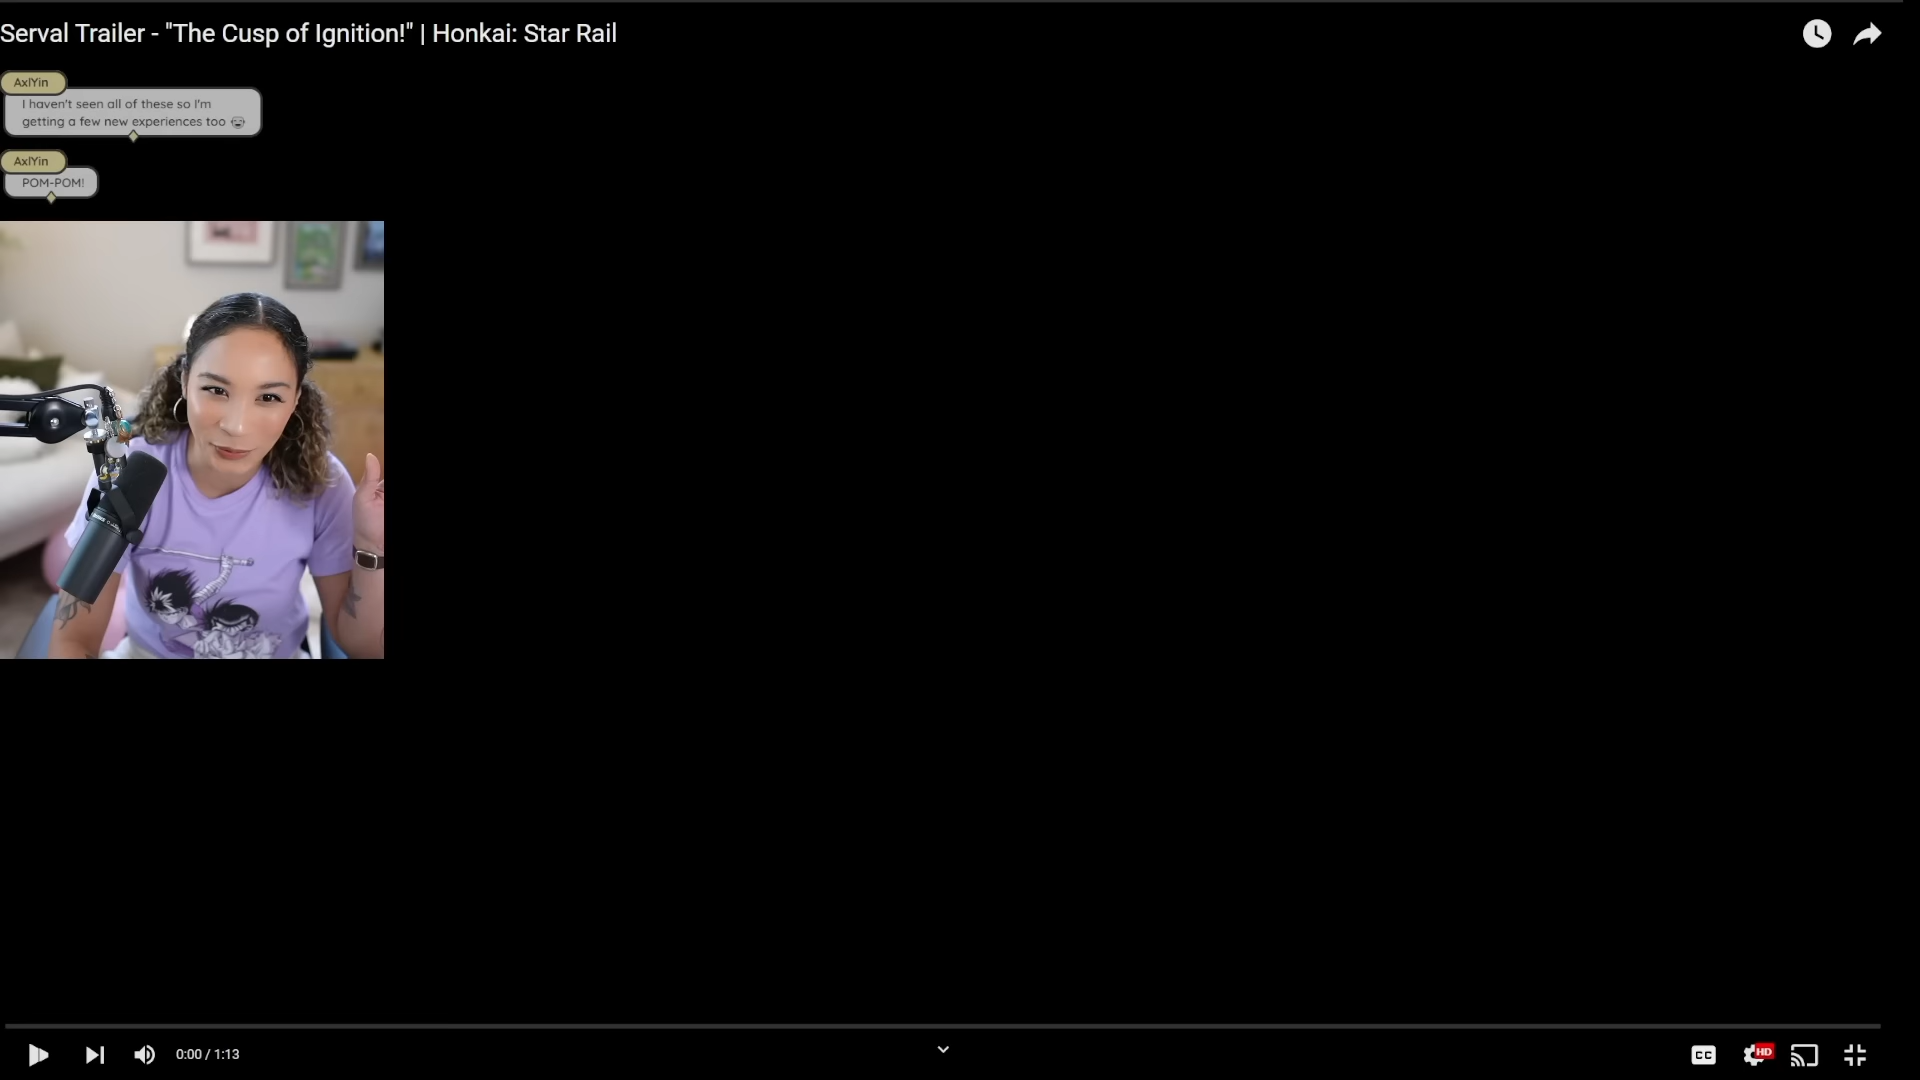 Serval Trailer - "The Cusp of Ignition!" | Honkai: Star Rail
AxlYin
I haven't seen all of these so I'm
getting a few new experiences too
AxlYin
POM-POM!
0:00 / 1:13
CC
HD